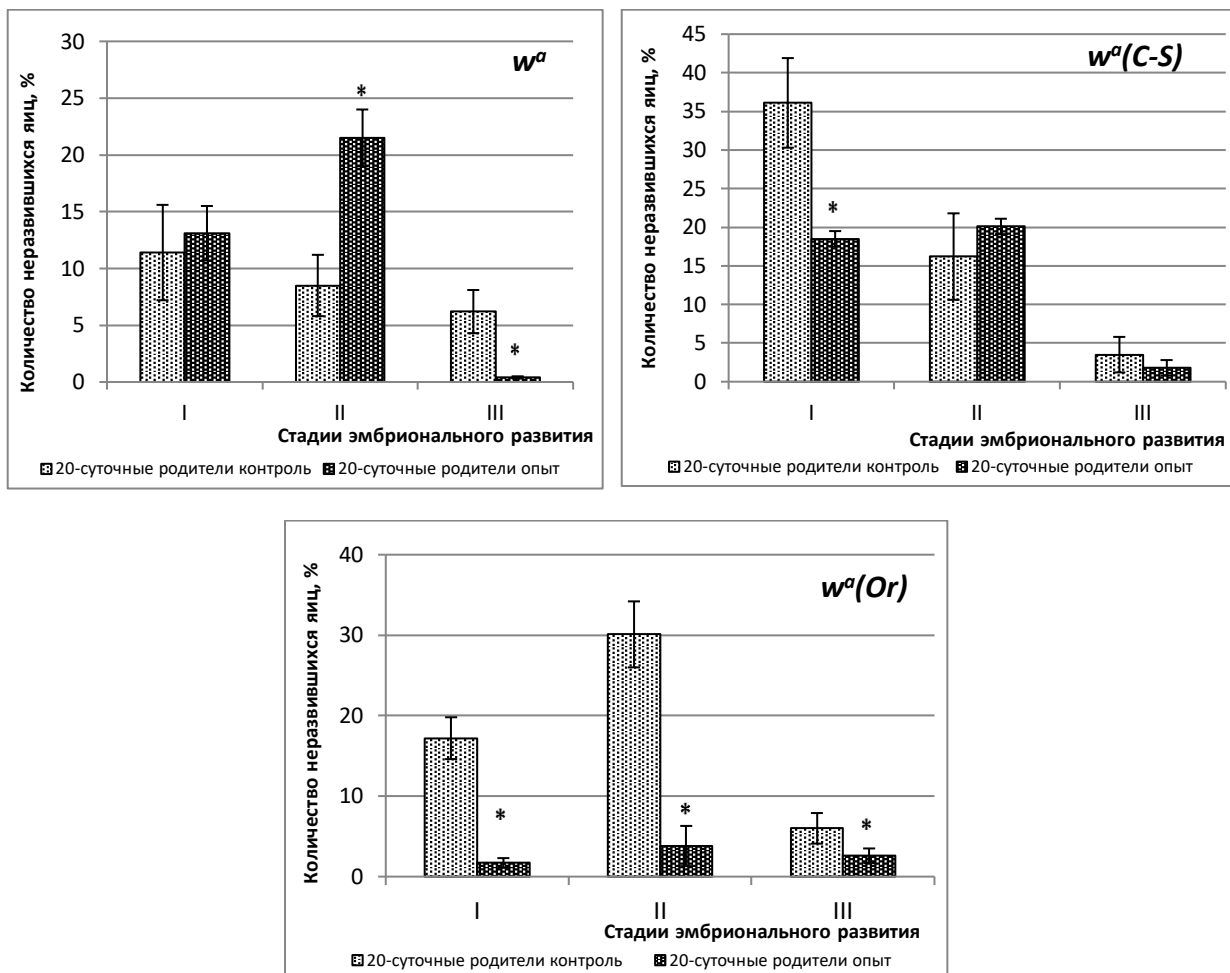 wᵃ
Количество неразвившихся яиц, %
30
25
20
15
10
5
0
*
*
I II III
Стадии эмбрионального развития
20-суточные родители контроль 20-суточные родители опыт
wᵃ(C-S)
Количество неразвившихся яиц, %
45
40
35
30
25
20
15
10
5
0
*
I II III
Стадии эмбрионального развития
20-суточные родители контроль 20-суточные родители опыт
wᵃ(Or)
Количество неразвившихся яиц, %
40
30
20
10
0
* * *
I II III
Стадии эмбрионального развития
20-суточные родители контроль 20-суточные родители опыт